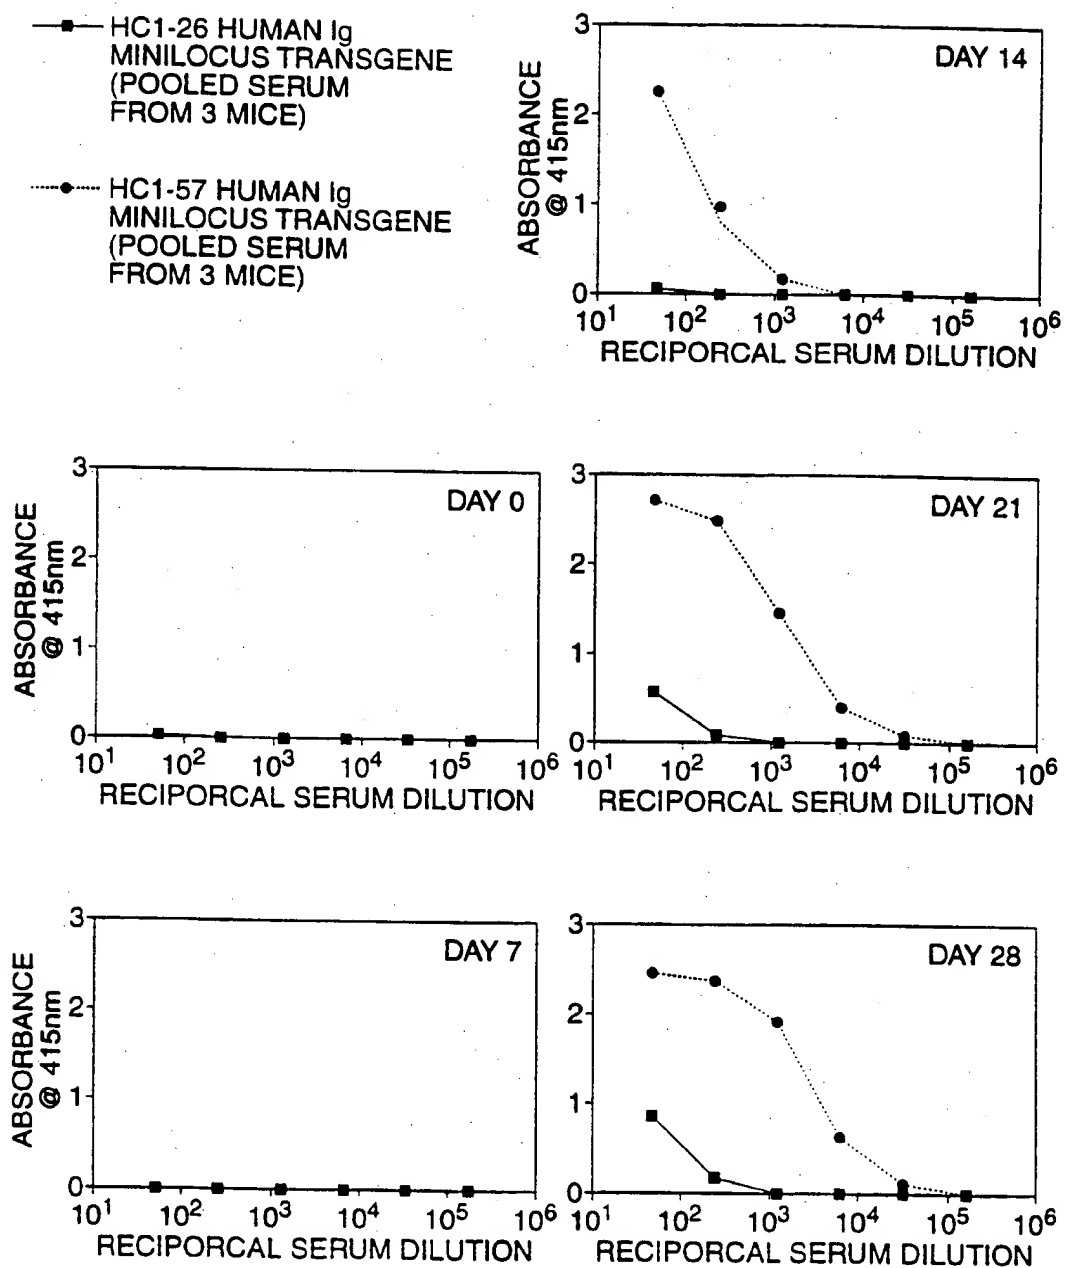 HC1-26 HUMAN Ig
MINILOCUS TRANSGENE
(POOLED SERUM
FROM 3 MICE)
HC1-57 HUMAN Ig
MINILOCUS TRANSGENE
(POOLED SERUM
FROM 3 MICE)
DAY 14
ABSORBANCE
@ 415nm
3
2
1
0
10¹ 10² 10³ 10⁴ 10⁵ 10⁶
RECIPORCAL SERUM DILUTION
DAY 0
ABSORBANCE
@ 415nm
3
2
1
0
10¹ 10² 10³ 10⁴ 10⁵ 10⁶
RECIPORCAL SERUM DILUTION
DAY 21
3
2
1
0
10¹ 10² 10³ 10⁴ 10⁵ 10⁶
RECIPORCAL SERUM DILUTION
DAY 7
ABSORBANCE
@ 415nm
3
2
1
0
10¹ 10² 10³ 10⁴ 10⁵ 10⁶
RECIPORCAL SERUM DILUTION
DAY 28
3
2
1
0
10¹ 10² 10³ 10⁴ 10⁵ 10⁶
RECIPORCAL SERUM DILUTION